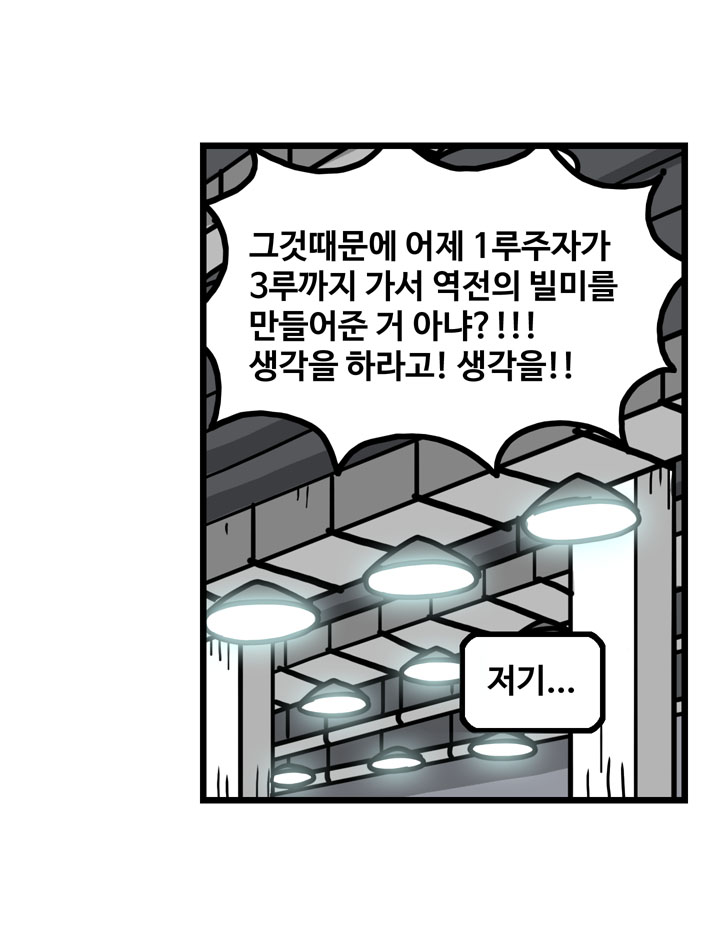 그것때문에 어제 1루주자가
3루까지 가서 역전의 빌미를
만들어준 거 아냐?!!!
생각을 하라고! 생각을!!
저기...